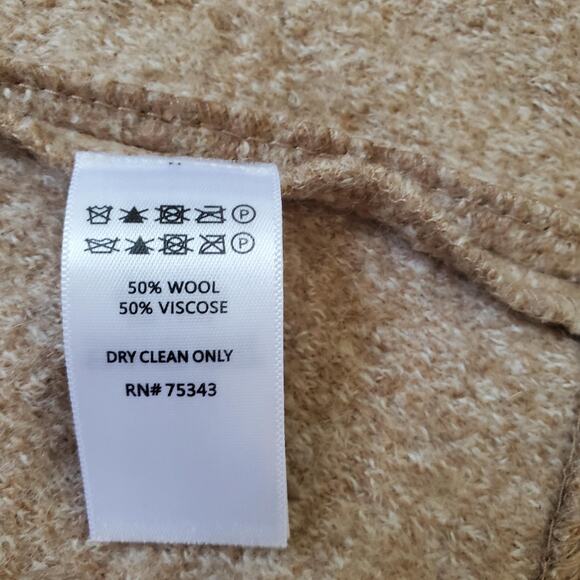 P
P
50% WOOL
50% VISCOSE
DRY CLEAN ONLY
RN# 75343